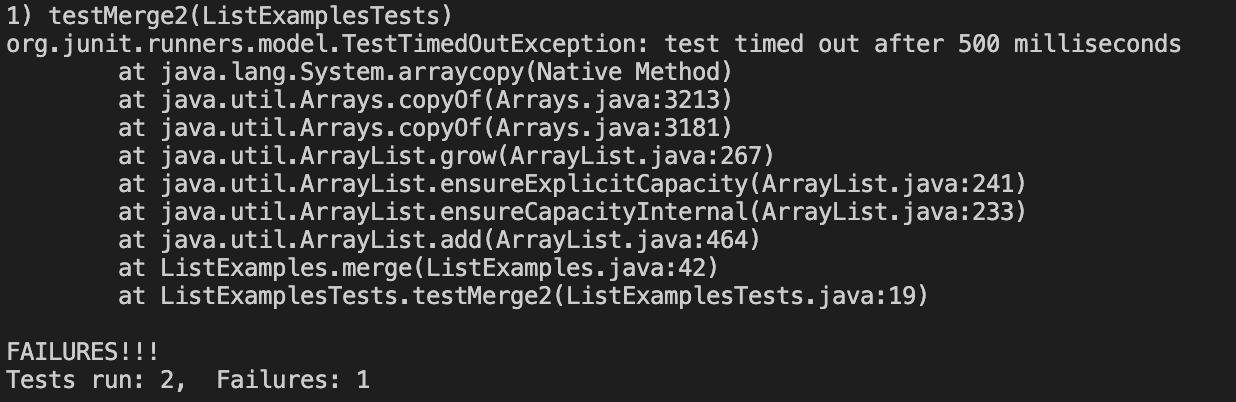 1) testMerge2(ListExamplesTests)
org.junit.runners.model.TestTimedOutException: test timed out after 500 milliseconds
        at java.lang.System.arraycopy(Native Method)
        at java.util.Arrays.copyOf(Arrays.java:3213)
        at java.util.Arrays.copyOf(Arrays.java:3181)
        at java.util.ArrayList.grow(ArrayList.java:267)
        at java.util.ArrayList.ensureExplicitCapacity(ArrayList.java:241)
        at java.util.ArrayList.ensureCapacityInternal(ArrayList.java:233)
        at java.util.ArrayList.add(ArrayList.java:464)
        at ListExamples.merge(ListExamples.java:42)
        at ListExamplesTests.testMerge2(ListExamplesTests.java:19)

FAILURES!!!
Tests run: 2,  Failures: 1